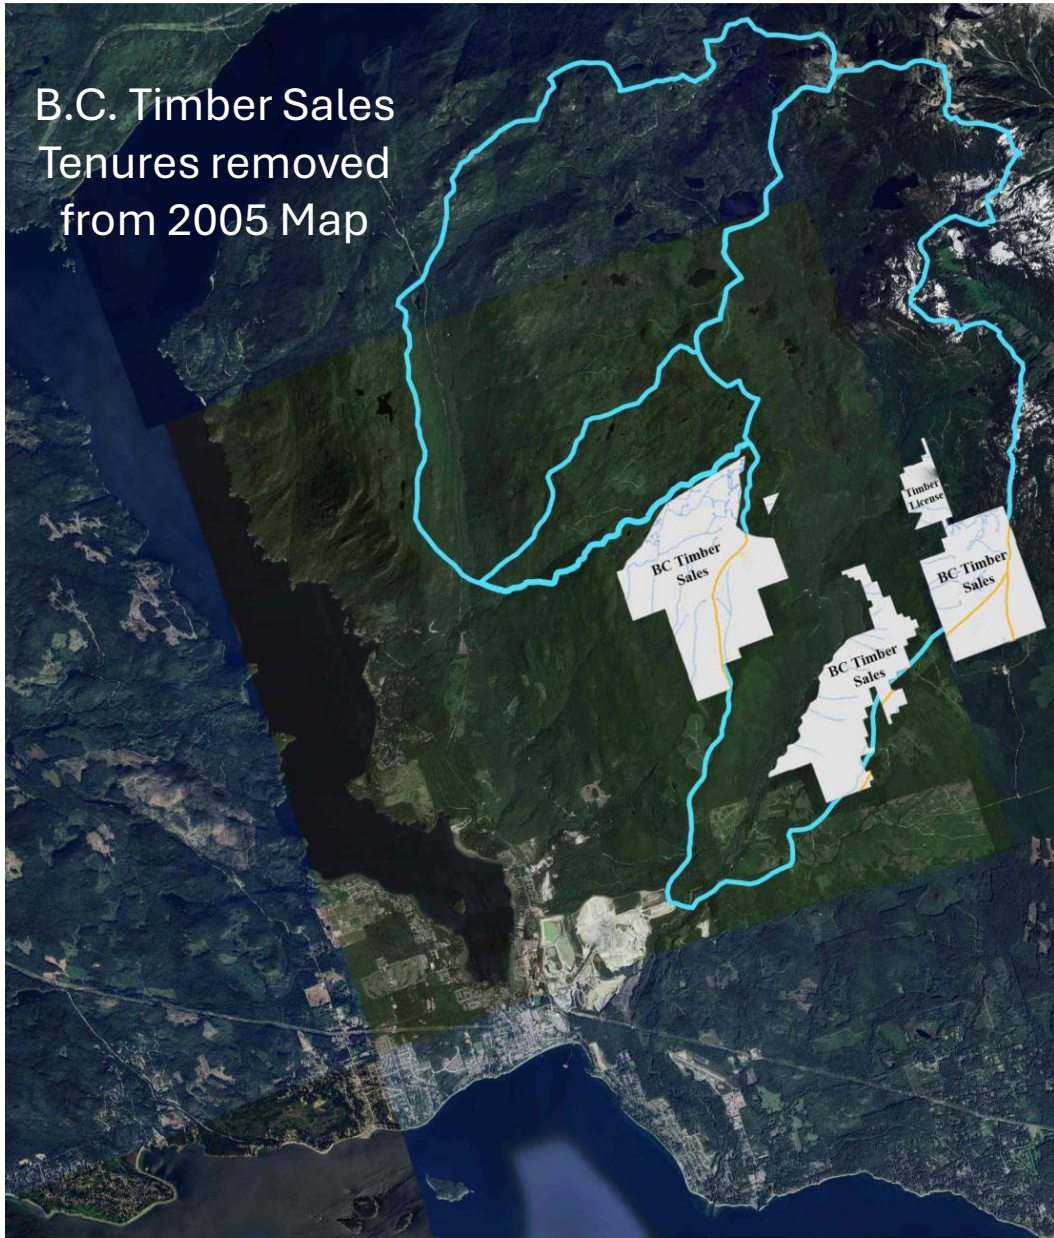 B.C. Timber Sales
Tenures removed
from 2005 Map
Timber
License
BC Timber
Sales
BC Timber
Sales
BC Timber
Sales